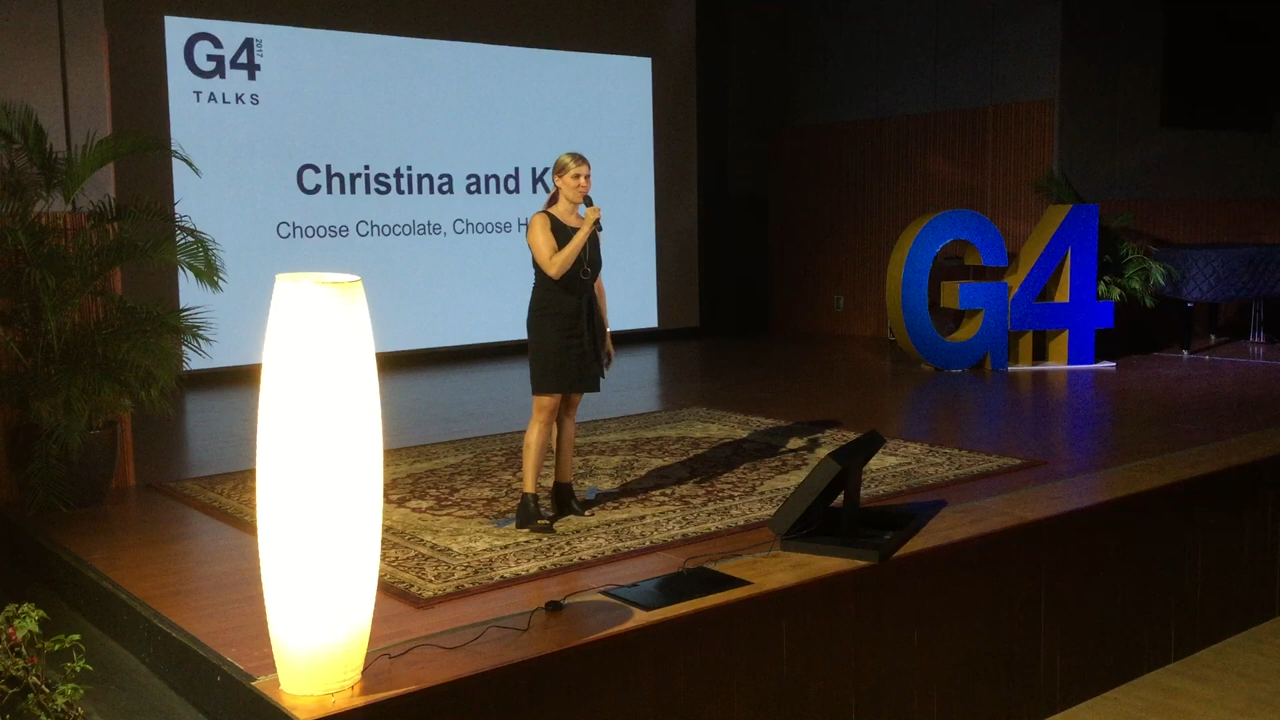 G4 2017
TALKS
Christina and K
Choose Chocolate, Choose H
G4